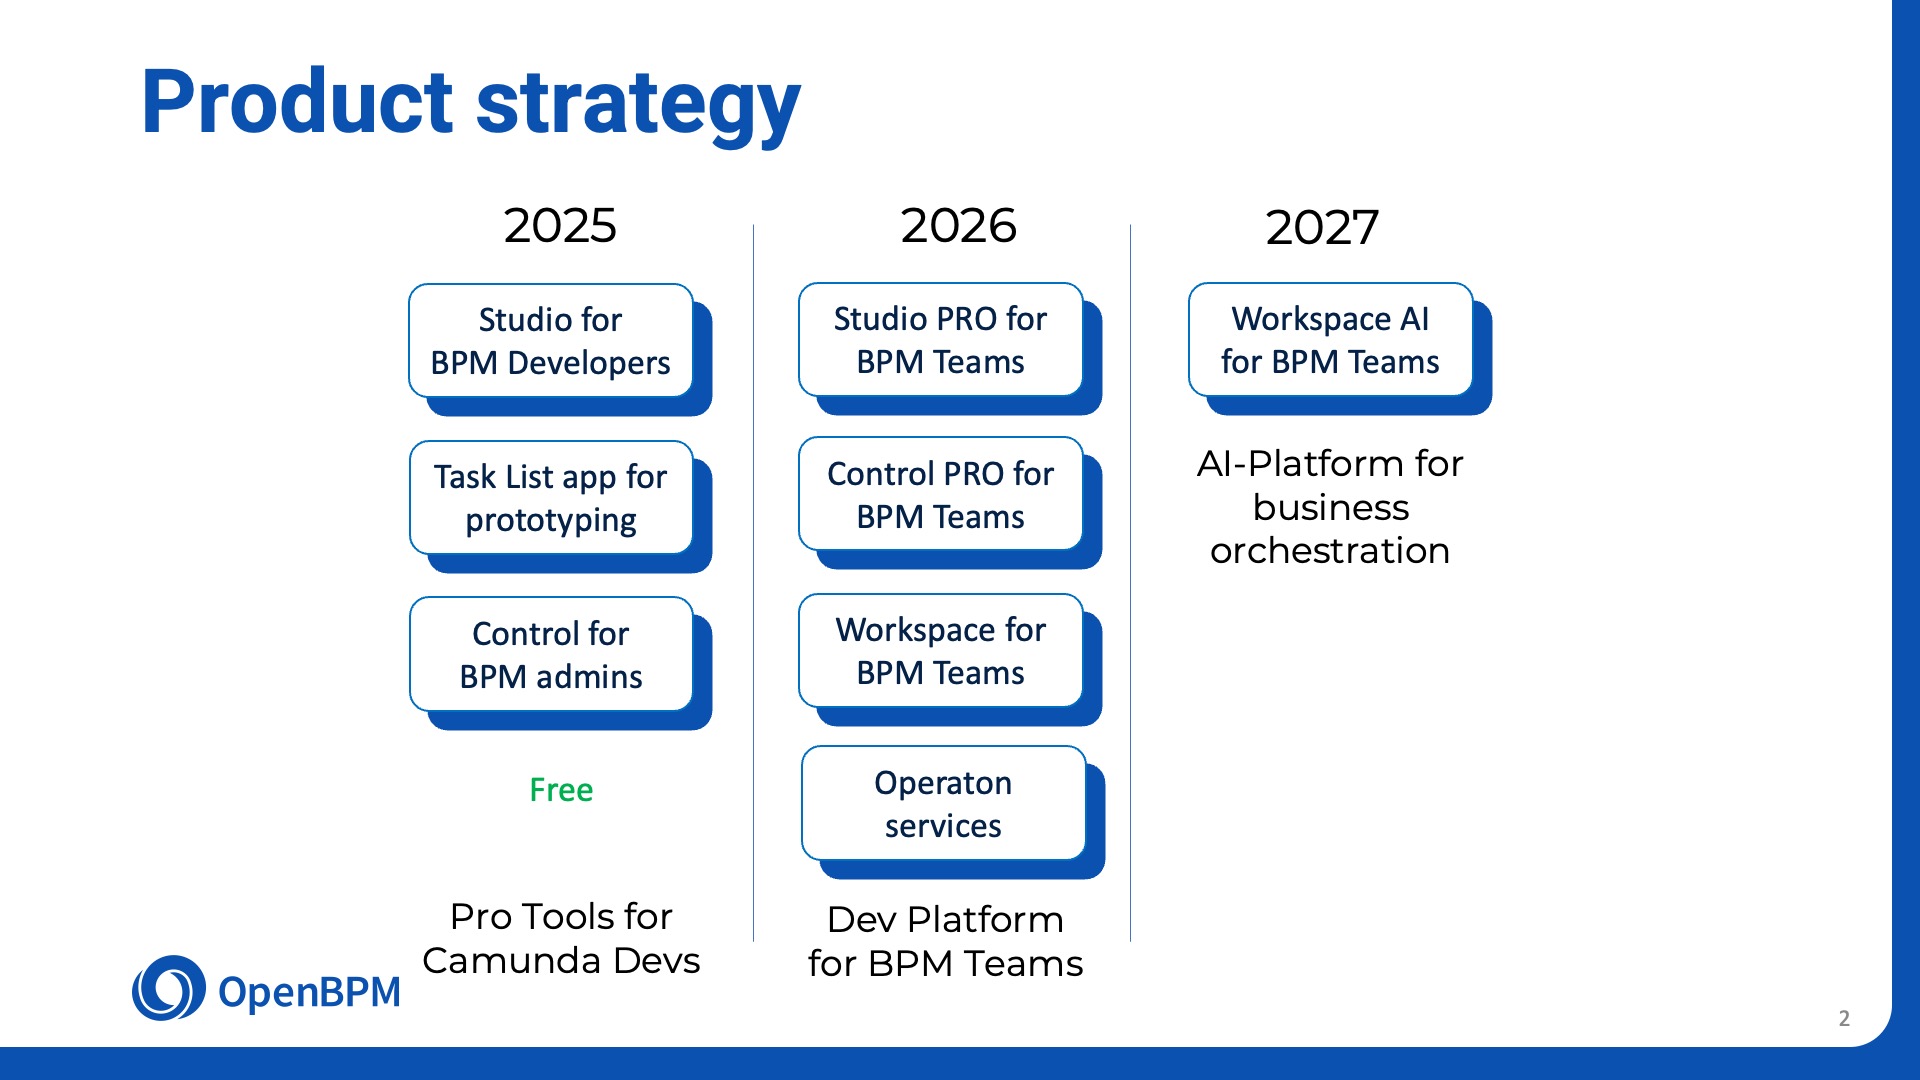 Product strategy
2025
Studio for
BPM Developers
Task List app for
prototyping
Control for
BPM admins
Free
Pro Tools for
Camunda Devs
2026
Studio PRO for
BPM Teams
Control PRO for
BPM Teams
Workspace for
BPM Teams
Operaton
services
Dev Platform
for BPM Teams
2027
Workspace AI
for BPM Teams
AI-Platform for
business
orchestration
OpenBPM
2